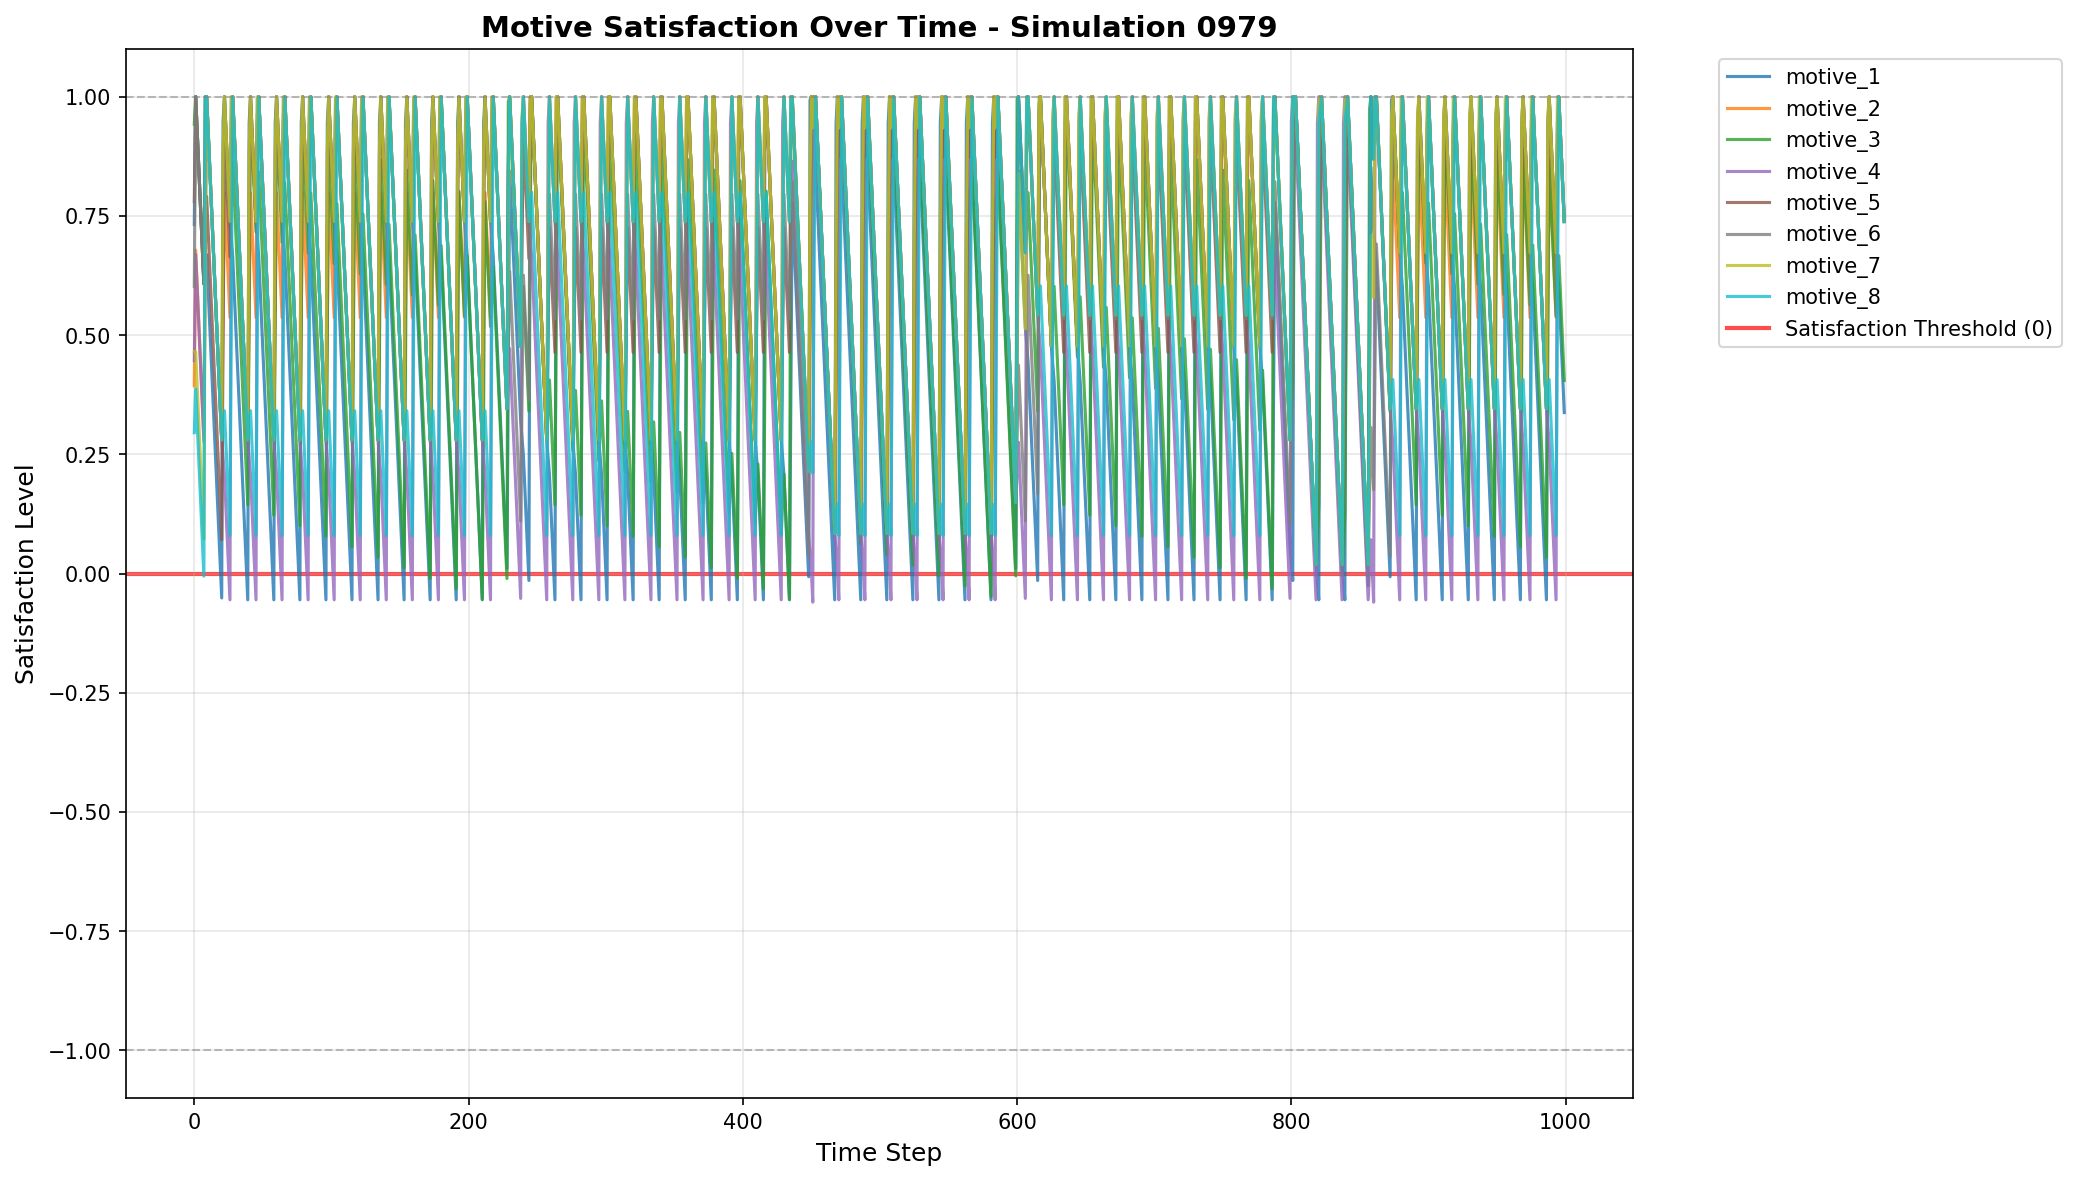 Motive Satisfaction Over Time - Simulation 0979
1.00
0.75
0.50
0.25
0.00
−0.25
−0.50
−0.75
−1.00
Satisfaction Level
0
200
400
600
800
1000
Time Step
motive_1
motive_2
motive_3
motive_4
motive_5
motive_6
motive_7
motive_8
Satisfaction Threshold (0)